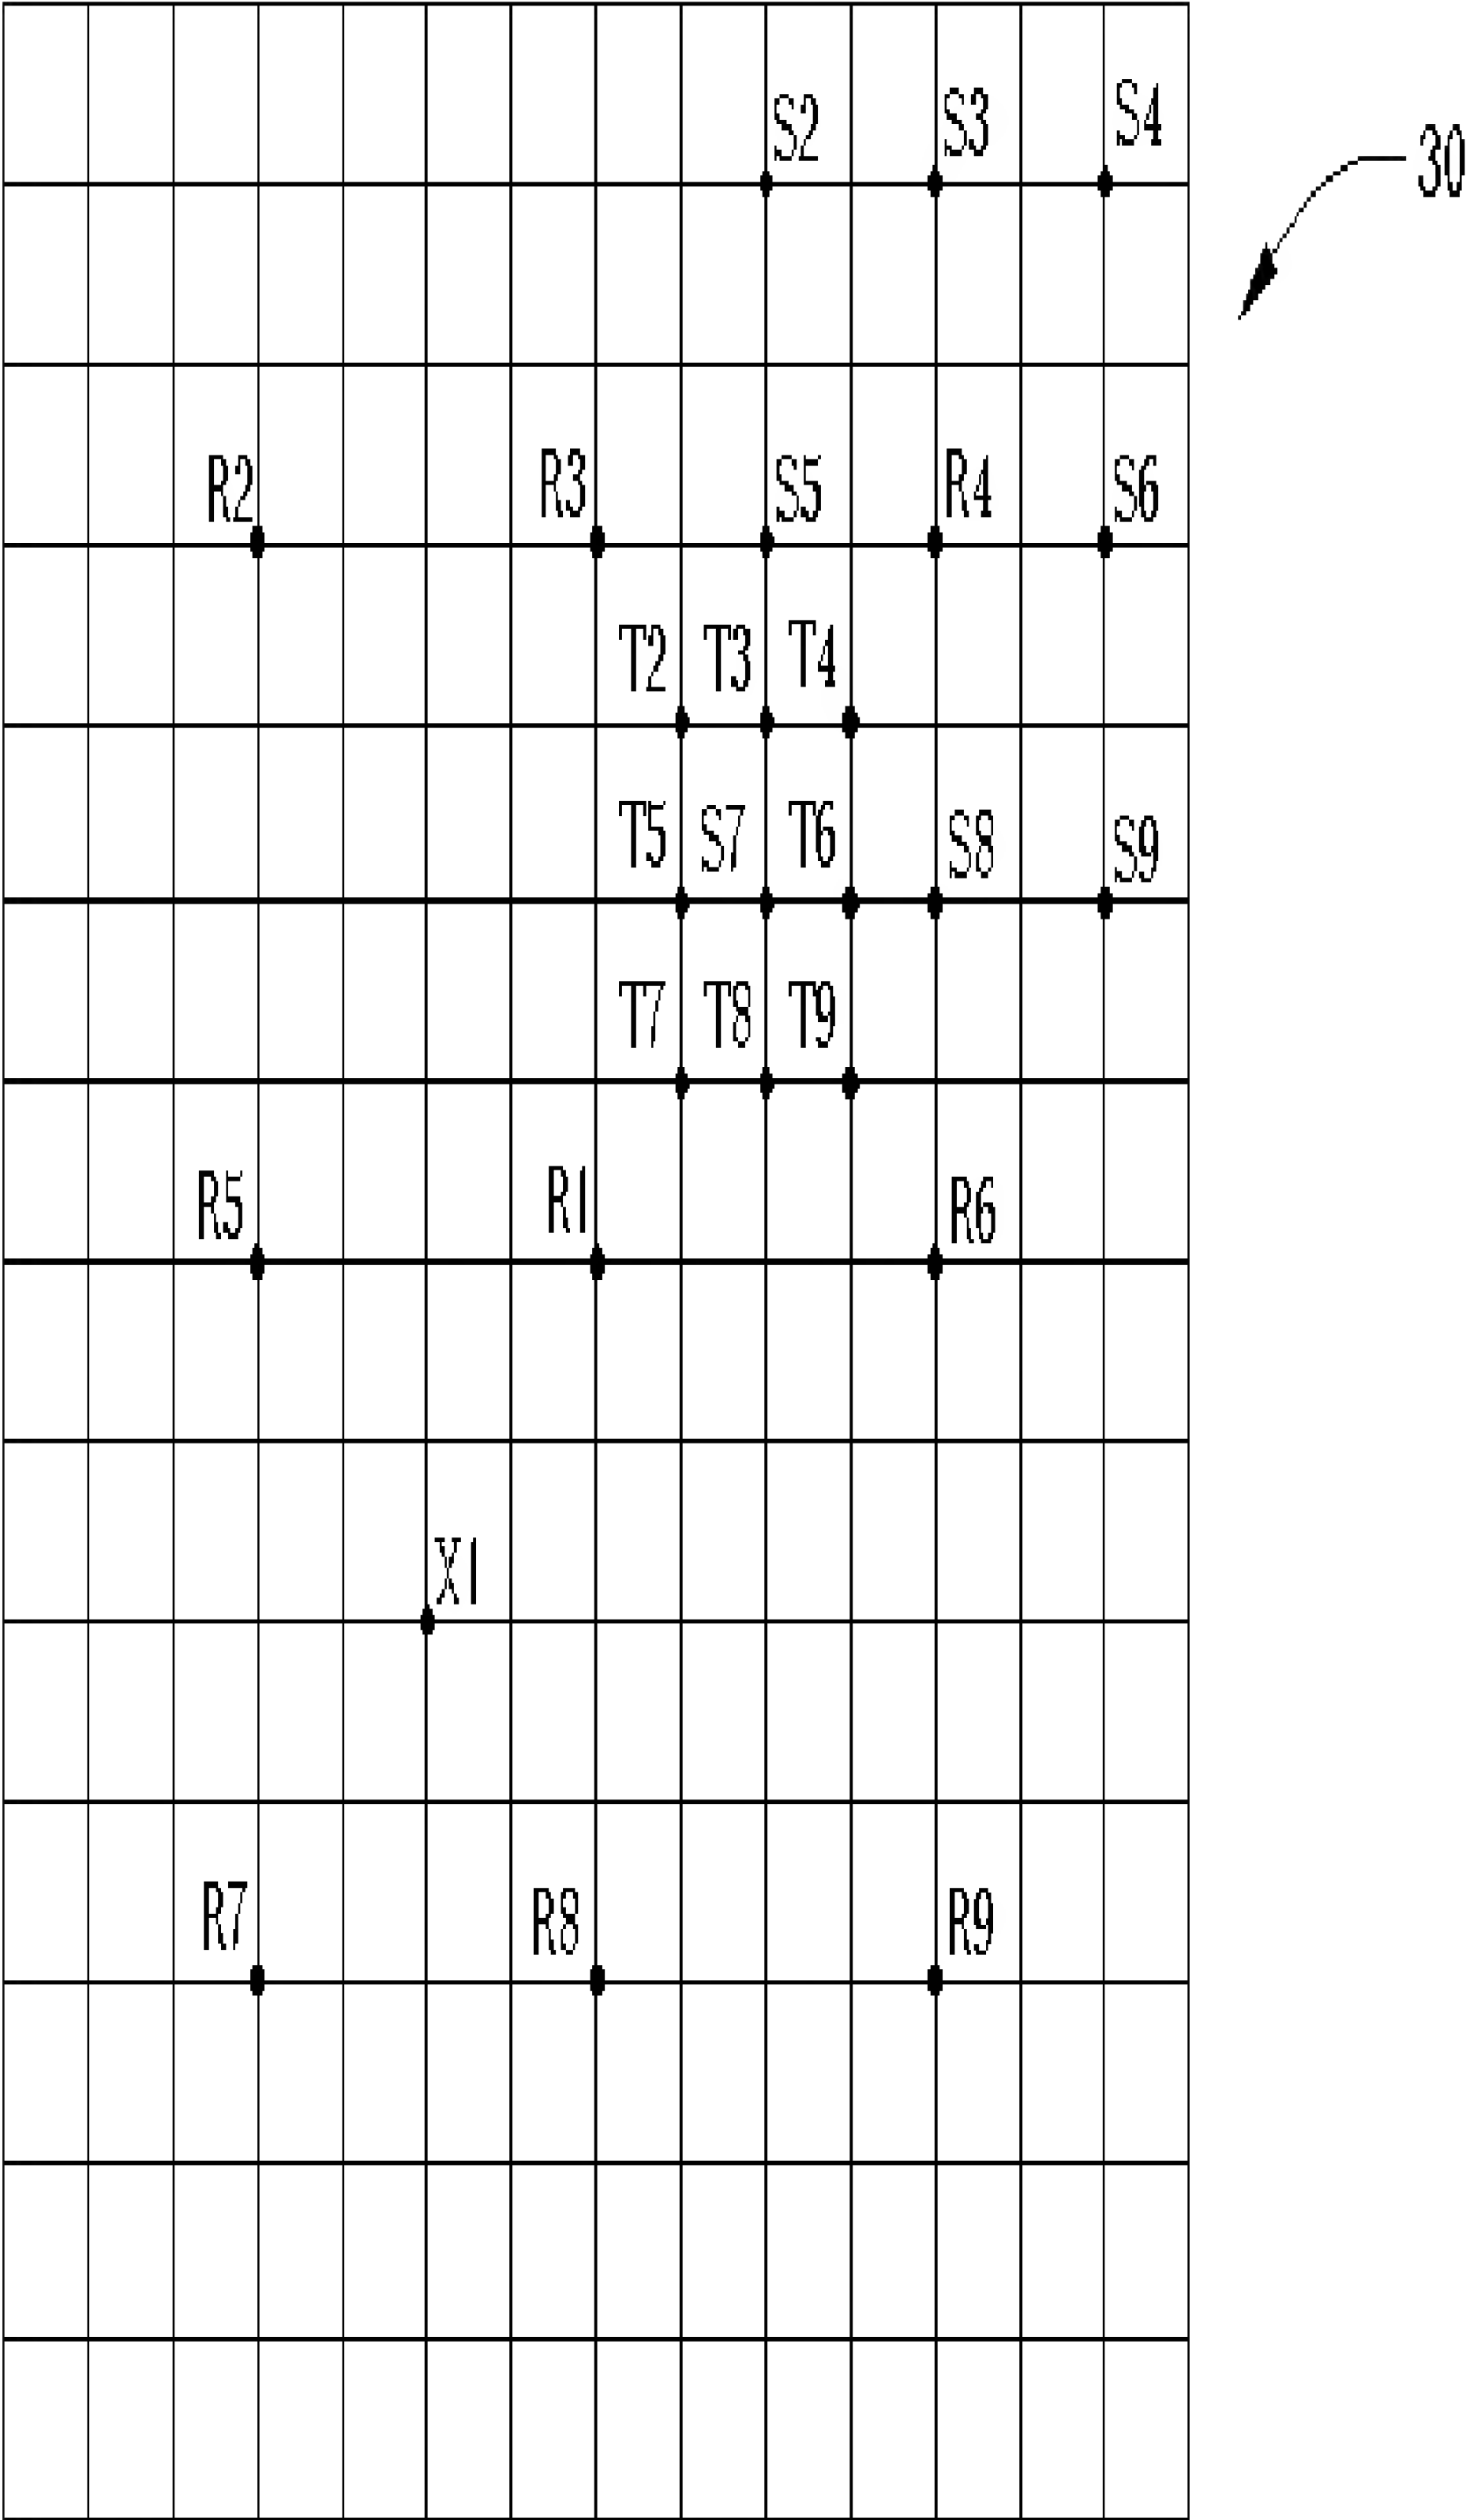 S2 S3 S4
30
R2 R3 S5 R4 S6
T2 T3 T4
T5 S7 T6 S8 S9
T7 T8 T9
R5 R1 R6
X1
R7 R8 R9